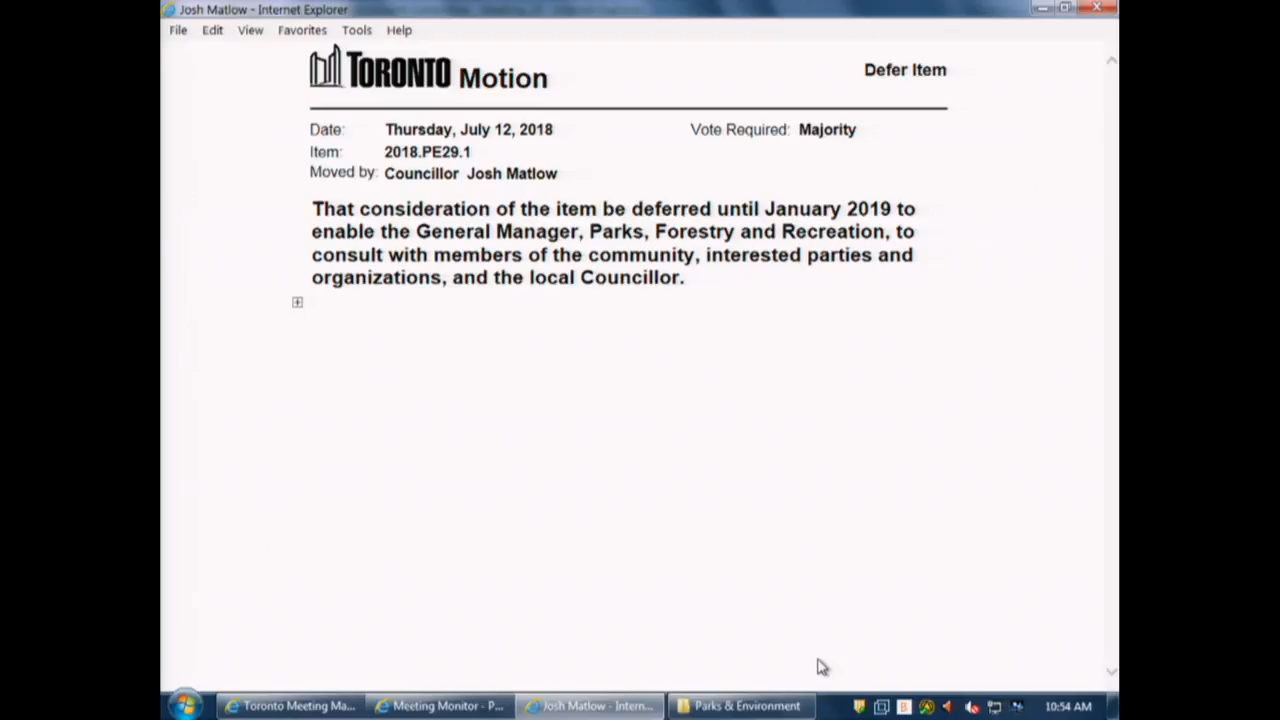 Josh Matlow - Internet Explorer
File Edit View Favorites Tools Help
TORONTO Motion
Defer Item
Date: Thursday, July 12, 2018 Vote Required: Majority
Item: 2018.PE29.1
Moved by: Councillor Josh Matlow
That consideration of the item be deferred until January 2019 to
enable the General Manager, Parks, Forestry and Recreation, to
consult with members of the community, interested parties and
organizations, and the local Councillor.
Toronto Meeting Ma... Meeting Monitor - P... Josh Matlow - Intern... Parks & Environment 10:54 AM